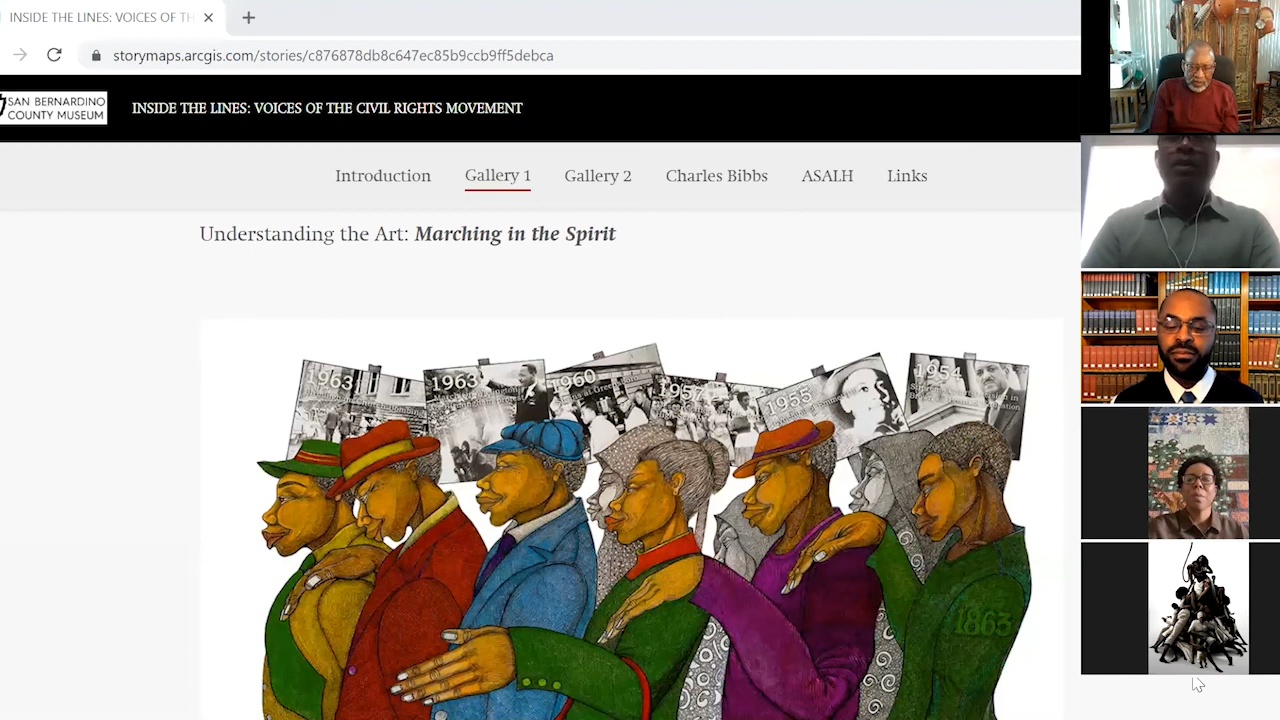 INSIDE THE LINES: VOICES OF TH
storymaps.arcgis.com/stories/c876878db8c647ec85b9ccb9ff5debca
SAN BERNARDINO
COUNTY MUSEUM
INSIDE THE LINES: VOICES OF THE CIVIL RIGHTS MOVEMENT
Introduction
Gallery 1
Gallery 2
Charles Bibbs
ASALH
Links
Understanding the Art: Marching in the Spirit
1963
1963
1960
1957
1955
1954
1863